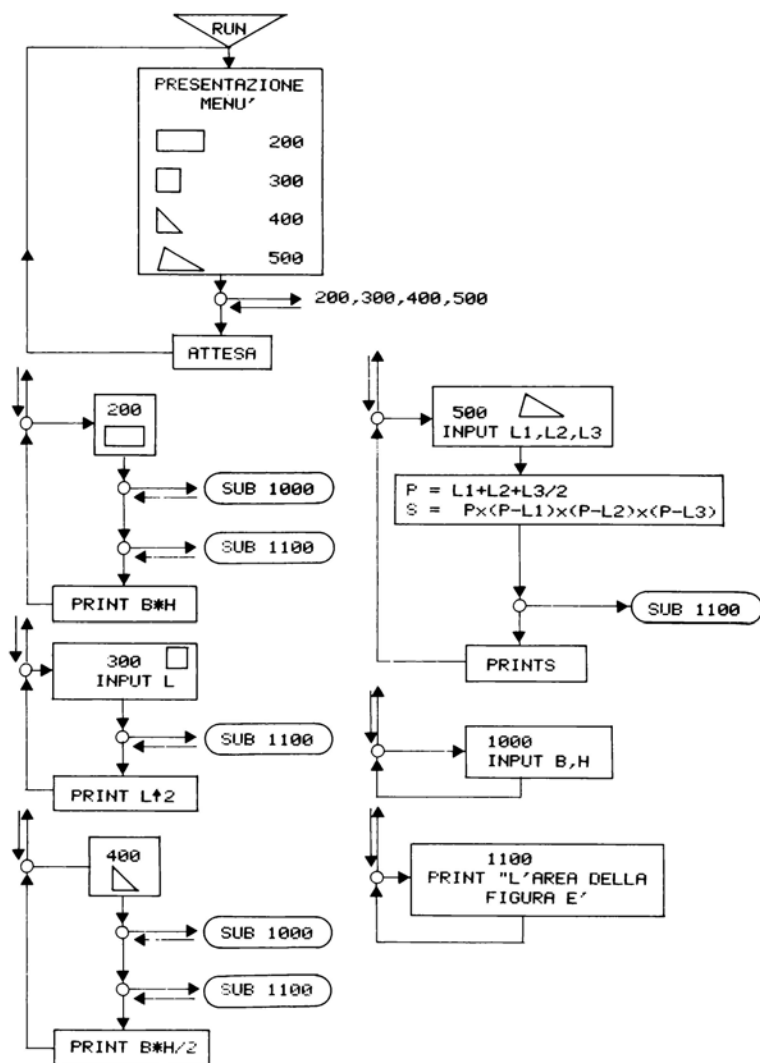 RUN
PRESENTAZIONE
MENU'
200
300
400
500
200,300,400,500
ATTESA
200
SUB 1000
SUB 1100
PRINT B*H
300
INPUT L
SUB 1100
PRINT L↑2
400
SUB 1000
SUB 1100
PRINT B*H/2
500
INPUT L1,L2,L3
P = L1+L2+L3/2
S = Px(P-L1)x(P-L2)x(P-L3)
SUB 1100
PRINTS
1000
INPUT B,H
1100
PRINT "L'AREA DELLA
FIGURA E'